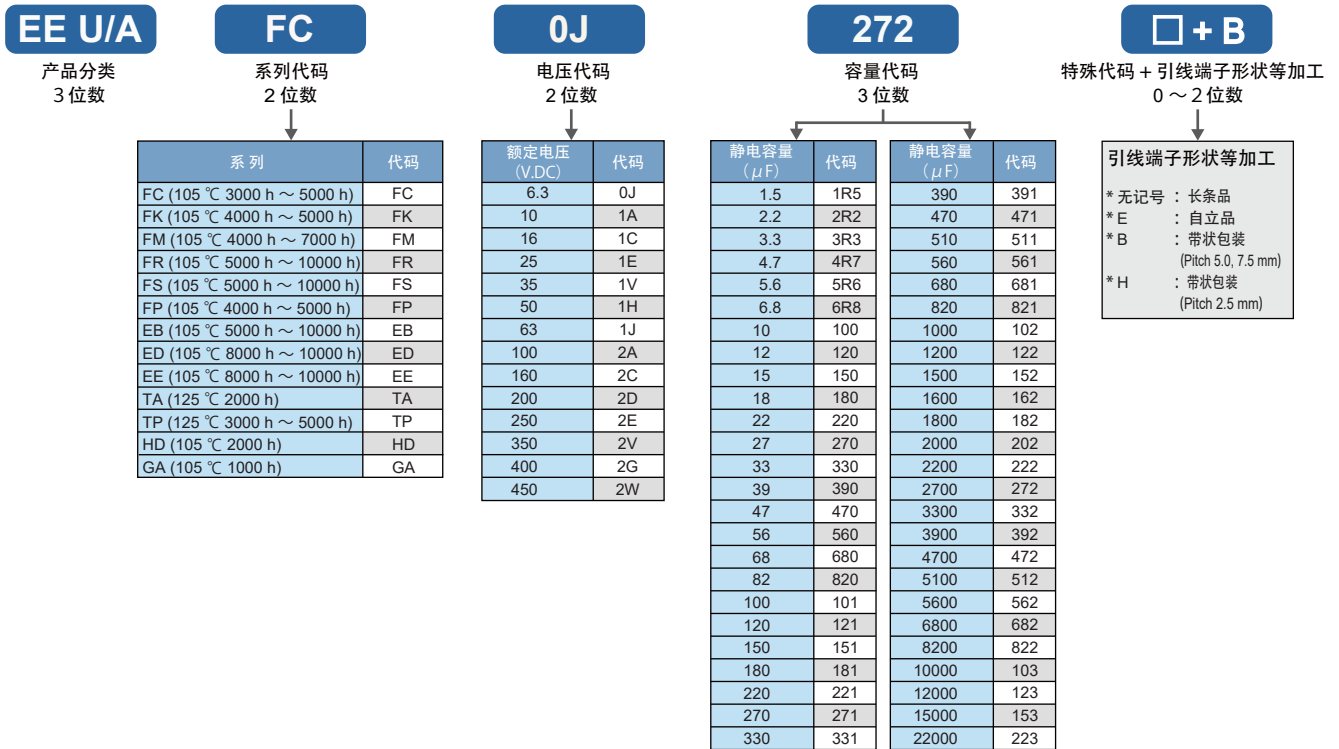 EE U/A FC 0J 272 □ + B
产品分类 系列代码 电压代码 容量代码 特殊代码 + 引线端子形状等加工
3 位数 2 位数 2 位数 3 位数 0 ～ 2 位数
系 列 代码
FC (105 ℃ 3000 h ～ 5000 h) FC
FK (105 ℃ 4000 h ～ 5000 h) FK
FM (105 ℃ 4000 h ～ 7000 h) FM
FR (105 ℃ 5000 h ～ 10000 h) FR
FS (105 ℃ 5000 h ～ 10000 h) FS
FP (105 ℃ 4000 h ～ 5000 h) FP
EB (105 ℃ 5000 h ～ 10000 h) EB
ED (105 ℃ 8000 h ～ 10000 h) ED
EE (105 ℃ 8000 h ～ 10000 h) EE
TA (125 ℃ 2000 h) TA
TP (125 ℃ 3000 h ～ 5000 h) TP
HD (105 ℃ 2000 h) HD
GA (105 ℃ 1000 h) GA
额定电压 代码
(V.DC)
6.3 0J
10 1A
16 1C
25 1E
35 1V
50 1H
63 1J
100 2A
160 2C
200 2D
250 2E
350 2V
400 2G
450 2W
静电容量 代码
（μF）
1.5 1R5
2.2 2R2
3.3 3R3
4.7 4R7
5.6 5R6
6.8 6R8
10 100
12 120
15 150
18 180
22 220
27 270
33 330
39 390
47 470
56 560
68 680
82 820
100 101
120 121
150 151
180 181
220 221
270 271
330 331
静电容量 代码
（μF）
390 391
470 471
510 511
560 561
680 681
820 821
1000 102
1200 122
1500 152
1600 162
1800 182
2000 202
2200 222
2700 272
3300 332
3900 392
4700 472
5100 512
5600 562
6800 682
8200 822
10000 103
12000 123
15000 153
22000 223
引线端子形状等加工
* 无记号 ：长条品
* E ：自立品
* B ：带状包装
(Pitch 5.0, 7.5 mm)
* H ：带状包装
(Pitch 2.5 mm)